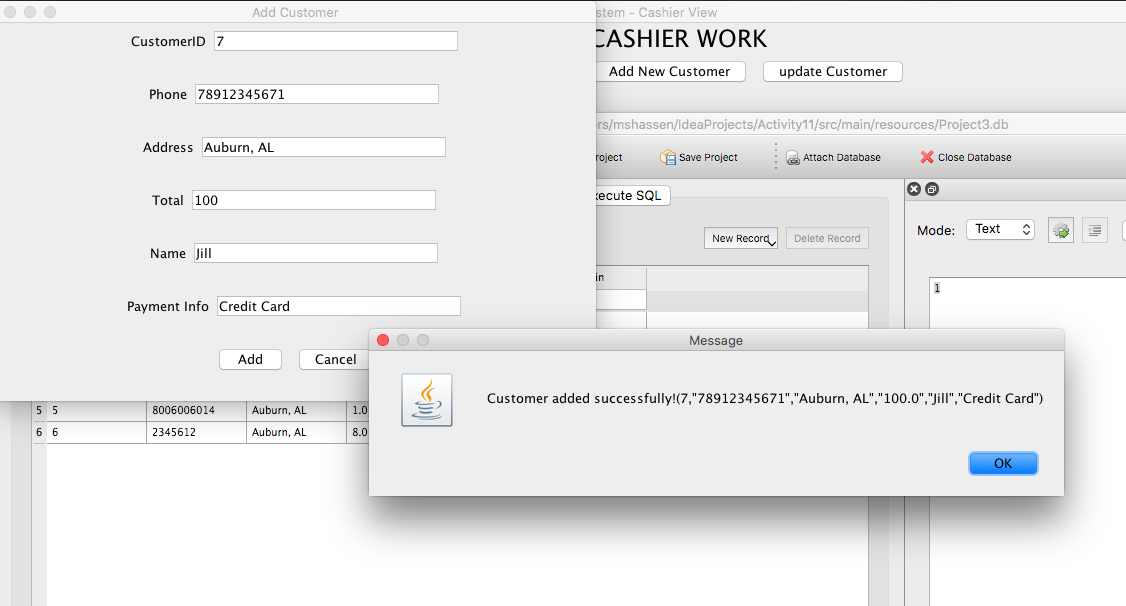 Add Customer
CustomerID 7
Phone 78912345671
Address Auburn, AL
Total 100
Name Jill
Payment Info Credit Card
Add Cancel
stem - Cashier View
CASHIER WORK
Add New Customer update Customer
ers/mshassen/IdeaProjects/Activity11/src/main/resources/Project3.db
roject Save Project Attach Database Close Database
xecute SQL
New Record Delete Record
in
Mode: Text
1
5 5 8006006014 Auburn, AL 1.0
6 6 2345612 Auburn, AL 8.0
Message
Customer added successfully!(7,"78912345671","Auburn, AL","100.0","Jill","Credit Card")
OK